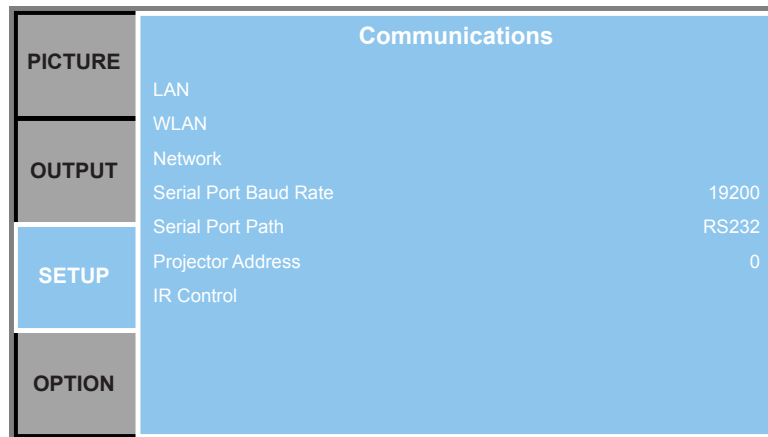 PICTURE
OUTPUT
SETUP
OPTION
Communications
LAN
WLAN
Network
Serial Port Baud Rate 19200
Serial Port Path RS232
Projector Address 0
IR Control